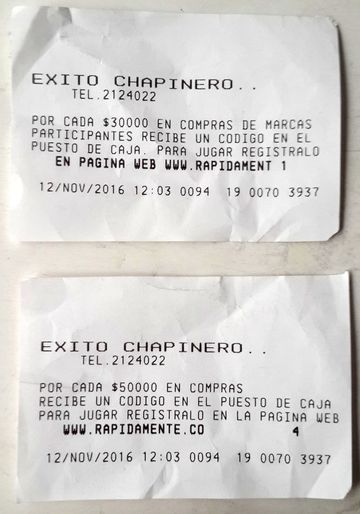 EXITO CHAPINERO..
TEL.2124022
POR CADA $30000 EN COMPRAS DE MARCAS
PARTICIPANTES RECIBE UN CODIGO EN EL
PUESTO DE CAJA. PARA JUGAR REGISTRALO
EN PAGINA WEB WWW.RAPIDAMENT 1
12/NOV/2016 12:03 0094 19 0070 3937
EXITO CHAPINERO..
TEL.2124022
POR CADA $50000 EN COMPRAS
RECIBE UN CODIGO EN EL PUESTO DE CAJA
PARA JUGAR REGISTRALO EN LA PAGINA WEB
WWW.RAPIDAMENTE.CO 4
12/NOV/2016 12:03 0094 19 0070 3937